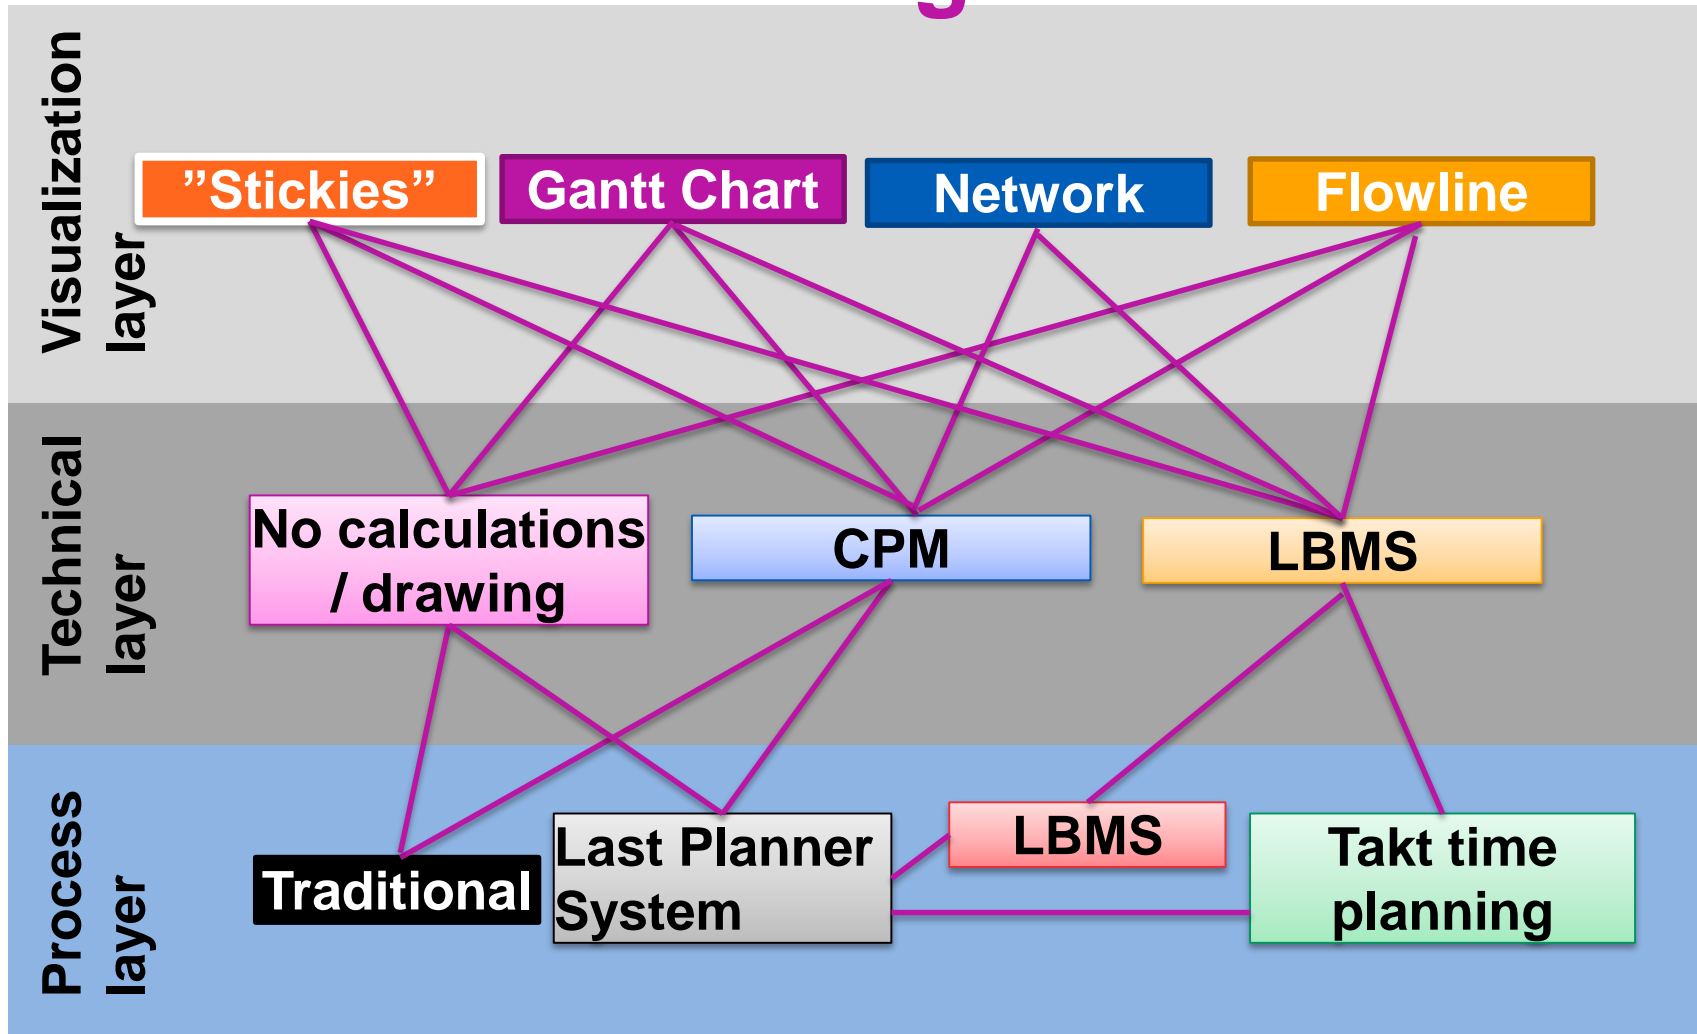 Visualization
layer
”Stickies”
Gantt Chart
Network
Flowline
Technical
layer
No calculations
/ drawing
CPM
LBMS
Process
layer
Traditional
Last Planner
System
LBMS
Takt time
planning